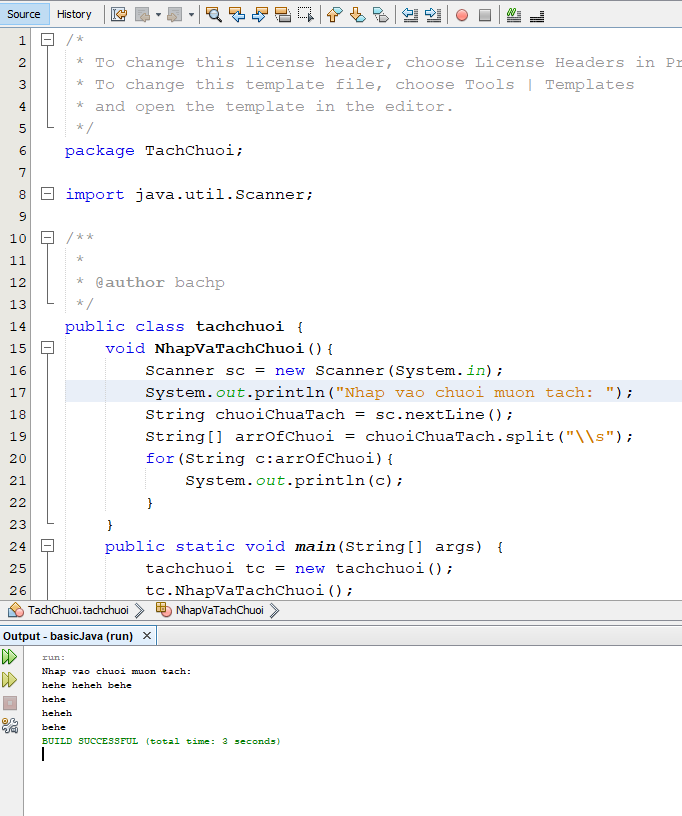 Source History
1 /*
2 * To change this license header, choose License Headers in Pr
3 * To change this template file, choose Tools | Templates
4 * and open the template in the editor.
5 */
6 package TachChuoi;
7
8 import java.util.Scanner;
9
10 /**
11 *
12 * @author bachp
13 */
14 public class tachchuoi {
15 void NhapVaTachChuoi(){
16 Scanner sc = new Scanner(System.in);
17 System.out.println("Nhap vao chuoi muon tach: ");
18 String chuoiChuaTach = sc.nextLine();
19 String[] arrOfChuoi = chuoiChuaTach.split("\\s");
20 for(String c:arrOfChuoi){
21 System.out.println(c);
22 }
23 }
24 public static void main(String[] args) {
25 tachchuoi tc = new tachchuoi();
26 tc.NhapVaTachChuoi();
TachChuoi.tachchuoi NhapVaTachChuoi
Output - basicJava (run)
run:
Nhap vao chuoi muon tach:
hehe heheh behe
hehe
heheh
behe
BUILD SUCCESSFUL (total time: 3 seconds)